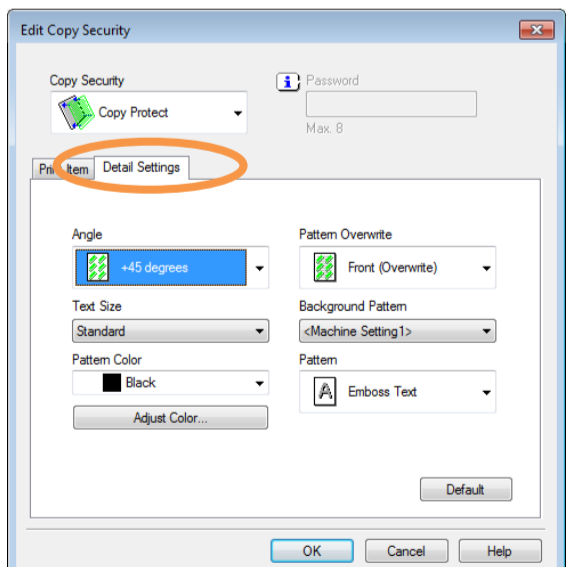 Edit Copy Security
Copy Security
Password
Copy Protect
Max. 8
Print Item Detail Settings
Angle Pattern Overwrite
+45 degrees Front (Overwrite)
Text Size Background Pattern
Standard <Machine Setting1>
Pattern Color Pattern
Black Emboss Text
Adjust Color...
Default
OK Cancel Help